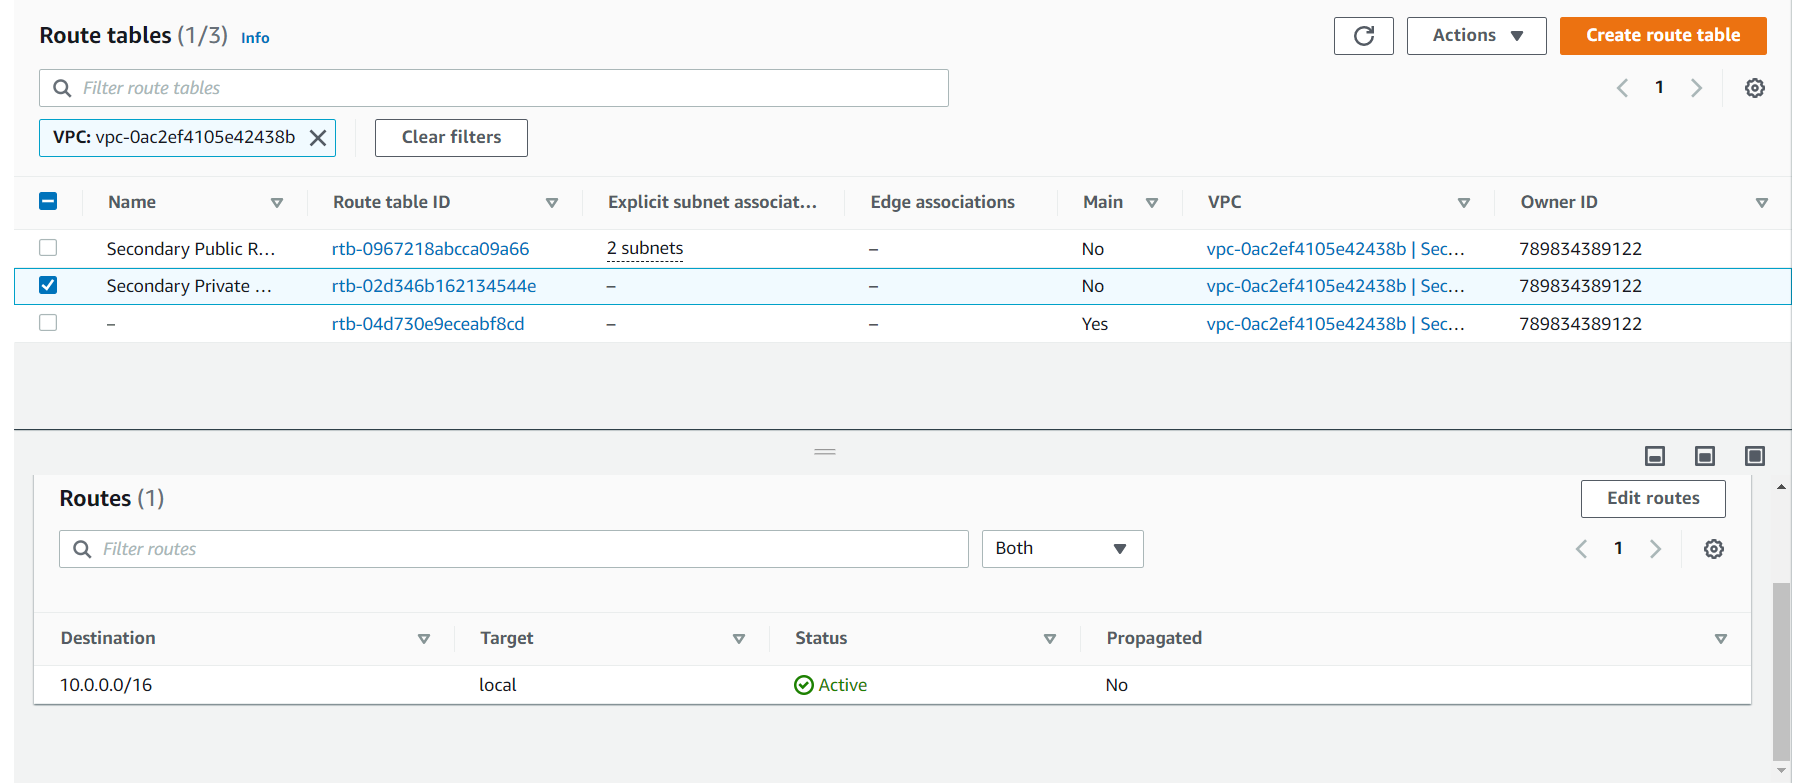 Route tables (1/3) Info
Actions
Create route table
Filter route tables
1
VPC: vpc-0ac2ef4105e42438b
Clear filters
Name Route table ID Explicit subnet associat... Edge associations Main VPC Owner ID
Secondary Public R... rtb-0967218abcca09a66 2 subnets – No vpc-0ac2ef4105e42438b | Sec... 789834389122
Secondary Private ... rtb-02d346b162134544e – – No vpc-0ac2ef4105e42438b | Sec... 789834389122
– rtb-04d730e9eceabf8cd – – Yes vpc-0ac2ef4105e42438b | Sec... 789834389122
Routes (1)
Edit routes
Filter routes
Both
1
Destination Target Status Propagated
10.0.0.0/16 local Active No